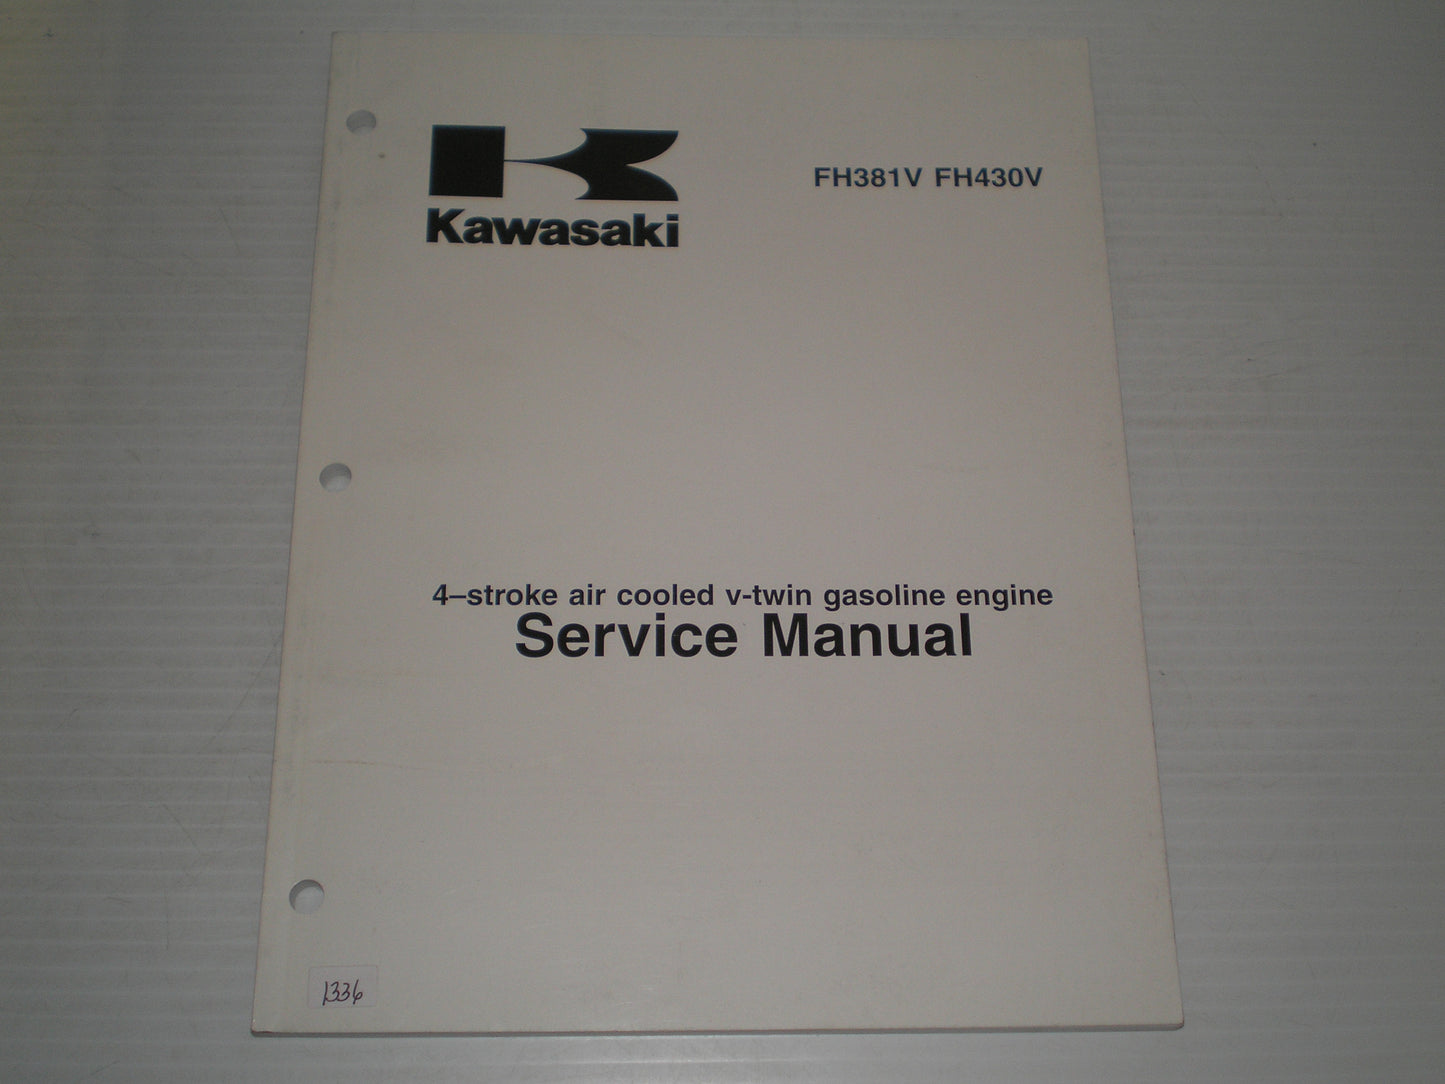 Kawasaki
FH381V FH430V
4–stroke air cooled v-twin gasoline engine
Service Manual
1336